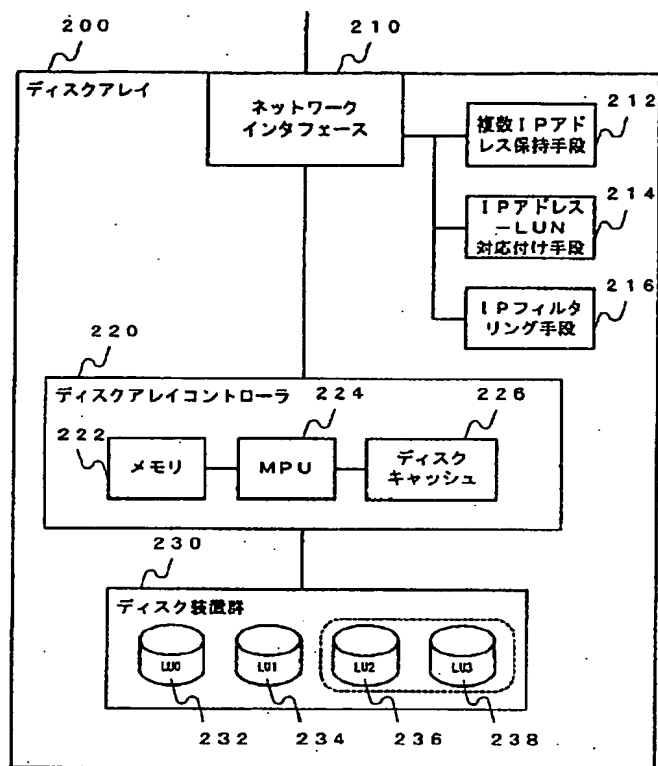 200
210
ディスクアレイ
ネットワーク
インタフェース
複数IPアド
レス保持手段
212
IPアドレス
-LUN
対応付け手段
214
IPフィルタ
リング手段
216
220
ディスクアレイコントローラ
224
226
222
メモリ
MPU
ディスク
キャッシュ
230
ディスク装置群
LU0
LU1
LU2
LU3
232
234
236
238